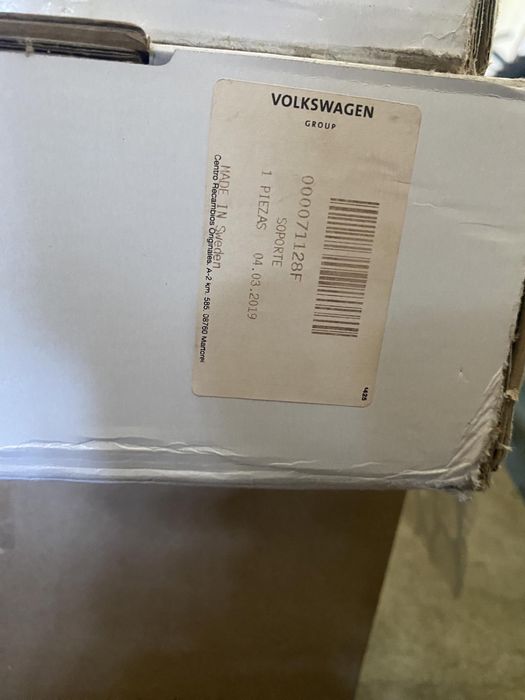 VOLKSWAGEN
GROUP
000071128F
SOPORTE
1 PIEZAS 04.03.2019
MADE IN Sweden
Centro Recambios Originales. A-2 km. 585. 08760 Martorell